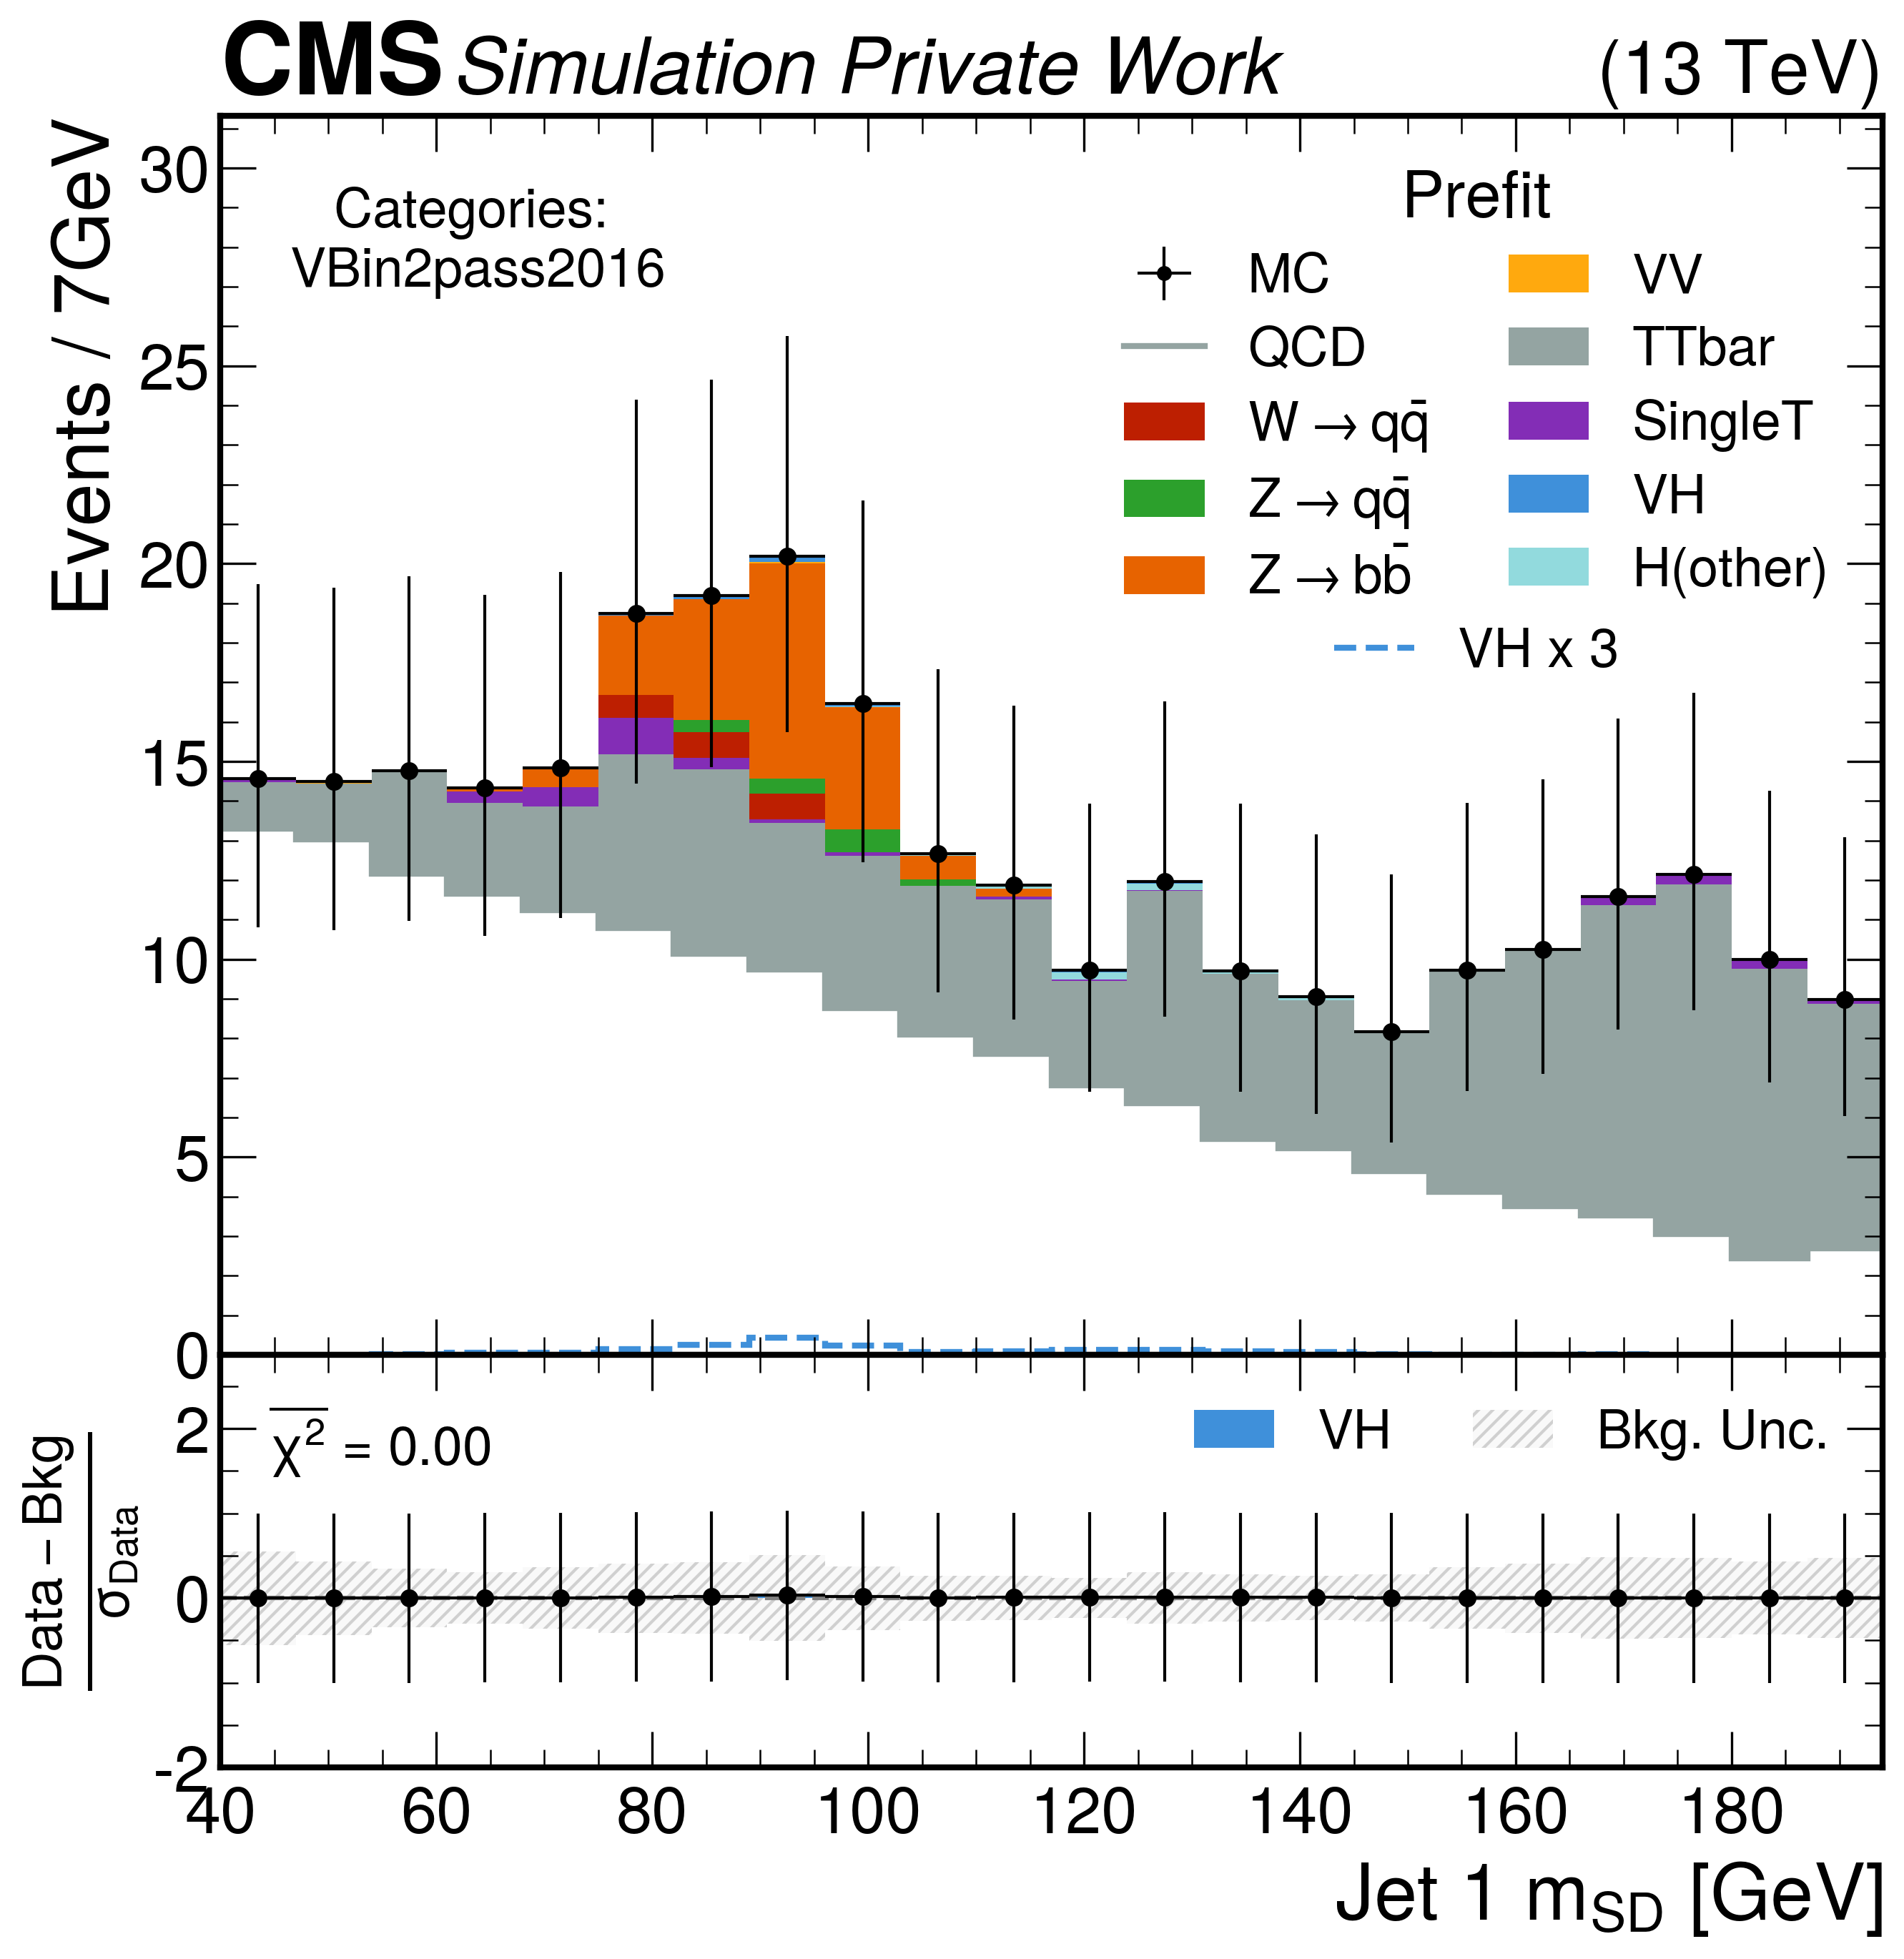 CMS Simulation Private Work (13 TeV)
Events / 7GeV
30
25
20
15
10
5
0
Categories:
VBin2pass2016
Prefit
MC
QCD
W → qq̄
Z → qq̄
Z → bb̄
VV
TTbar
SingleT
VH
H(other)
VH x 3
Data – Bkg
σData
2
0
-2
χ² = 0.00
VH
Bkg. Unc.
40 60 80 100 120 140 160 180
Jet 1 mSD [GeV]